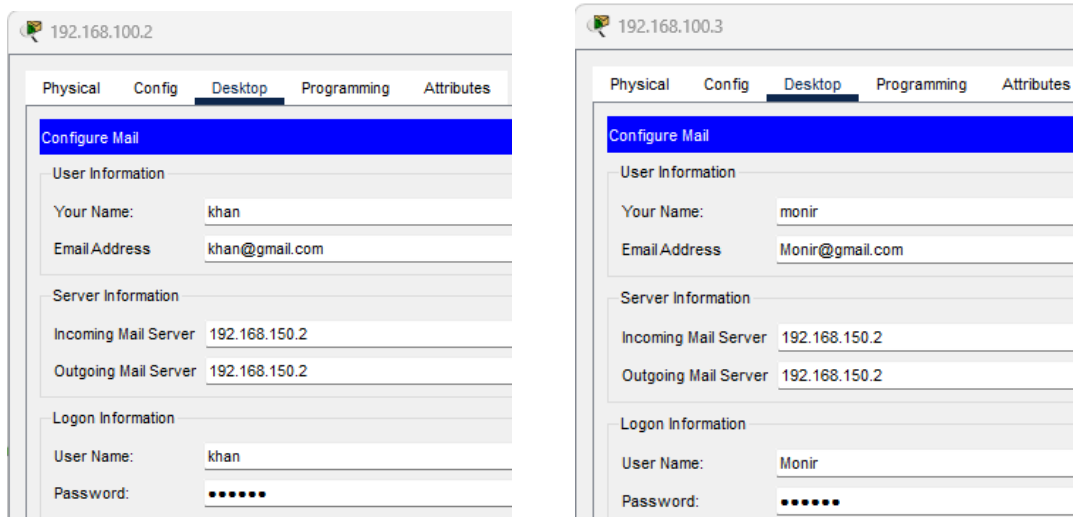 192.168.100.2
Physical Config Desktop Programming Attributes
Configure Mail
User Information
Your Name: khan
Email Address khan@gmail.com
Server Information
Incoming Mail Server 192.168.150.2
Outgoing Mail Server 192.168.150.2
Logon Information
User Name: khan
Password: ●●●●●●
192.168.100.3
Physical Config Desktop Programming Attributes
Configure Mail
User Information
Your Name: monir
Email Address Monir@gmail.com
Server Information
Incoming Mail Server 192.168.150.2
Outgoing Mail Server 192.168.150.2
Logon Information
User Name: Monir
Password: ●●●●●●